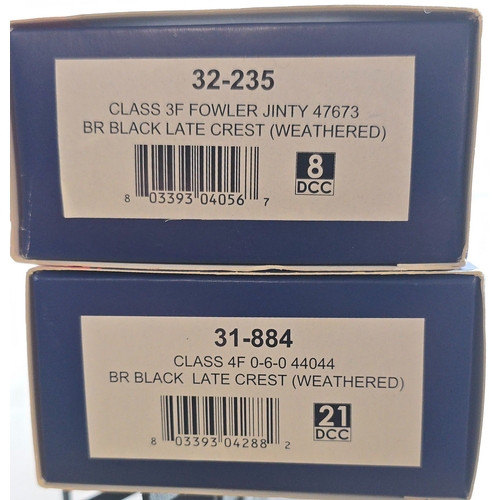 32-235
CLASS 3F FOWLER JINTY 47673
BR BLACK LATE CREST (WEATHERED)
8
DCC
8 03393 04056 7
31-884
CLASS 4F 0-6-0 44044
BR BLACK LATE CREST (WEATHERED)
21
DCC
8 03393 04288 2